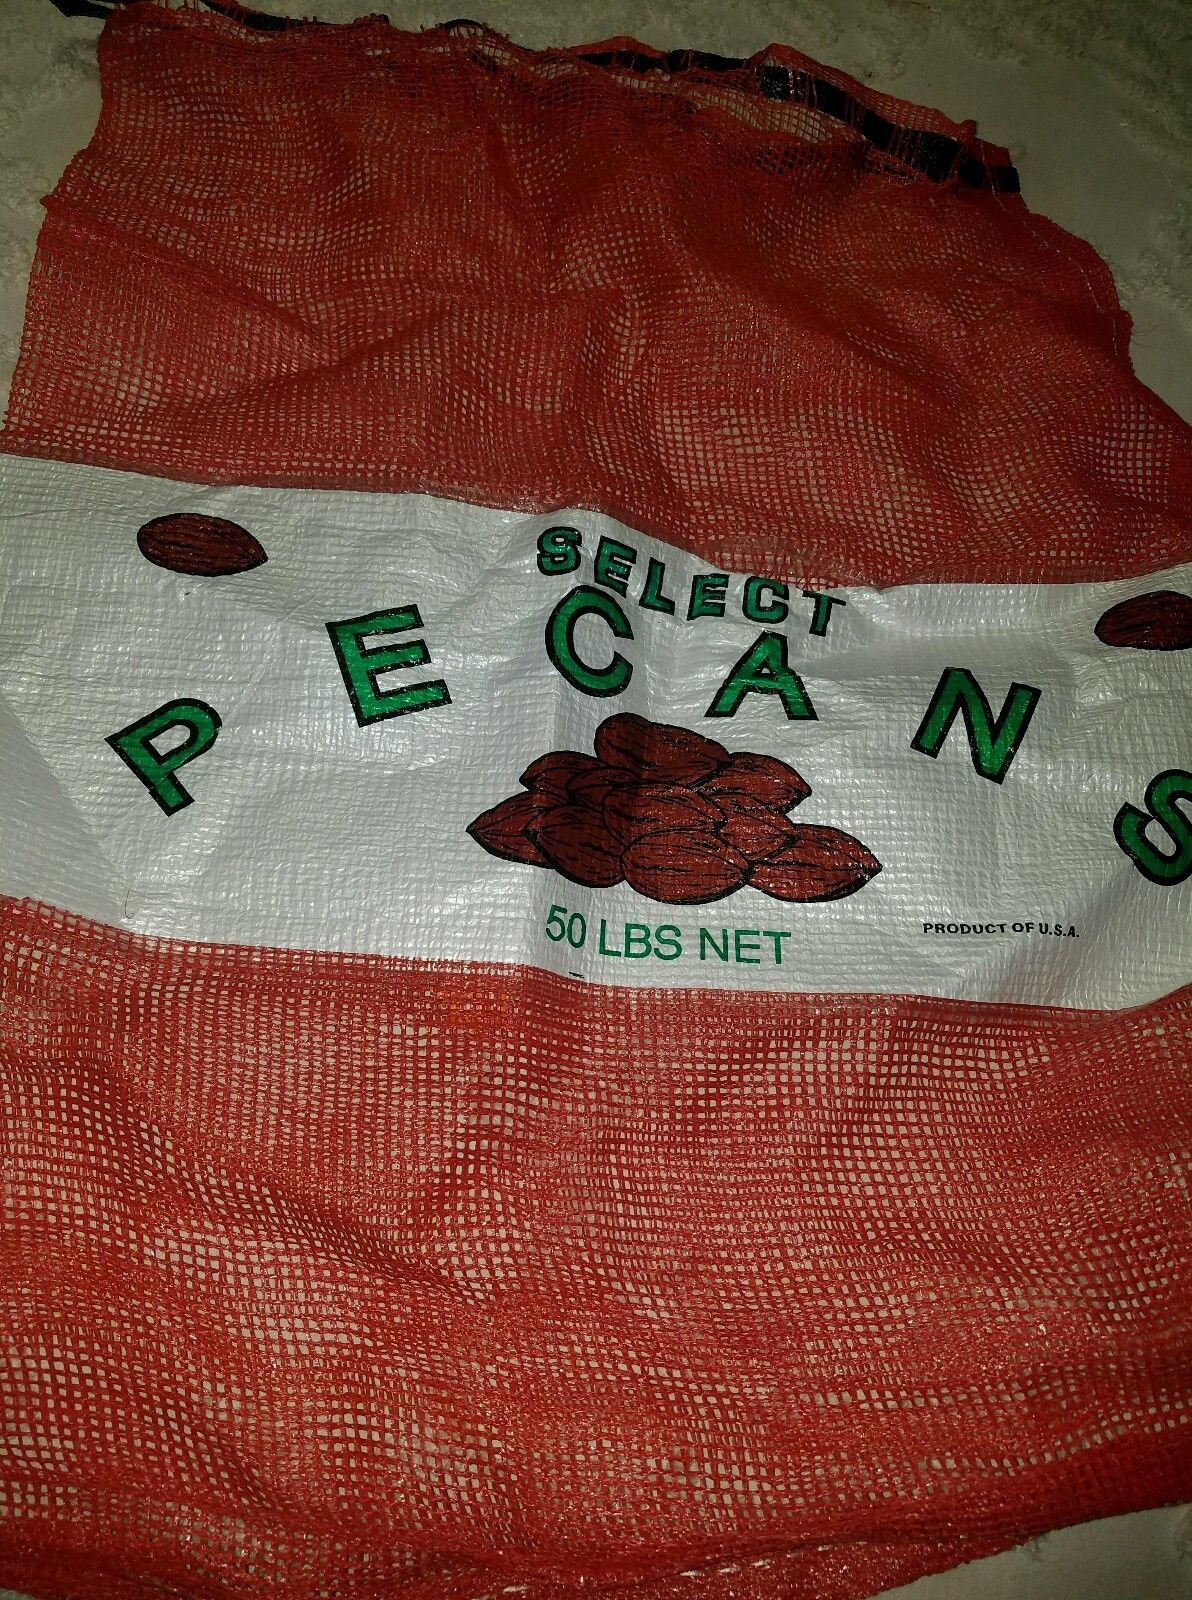 SELECT
PECANS
50 LBS NET
PRODUCT OF U.S.A.